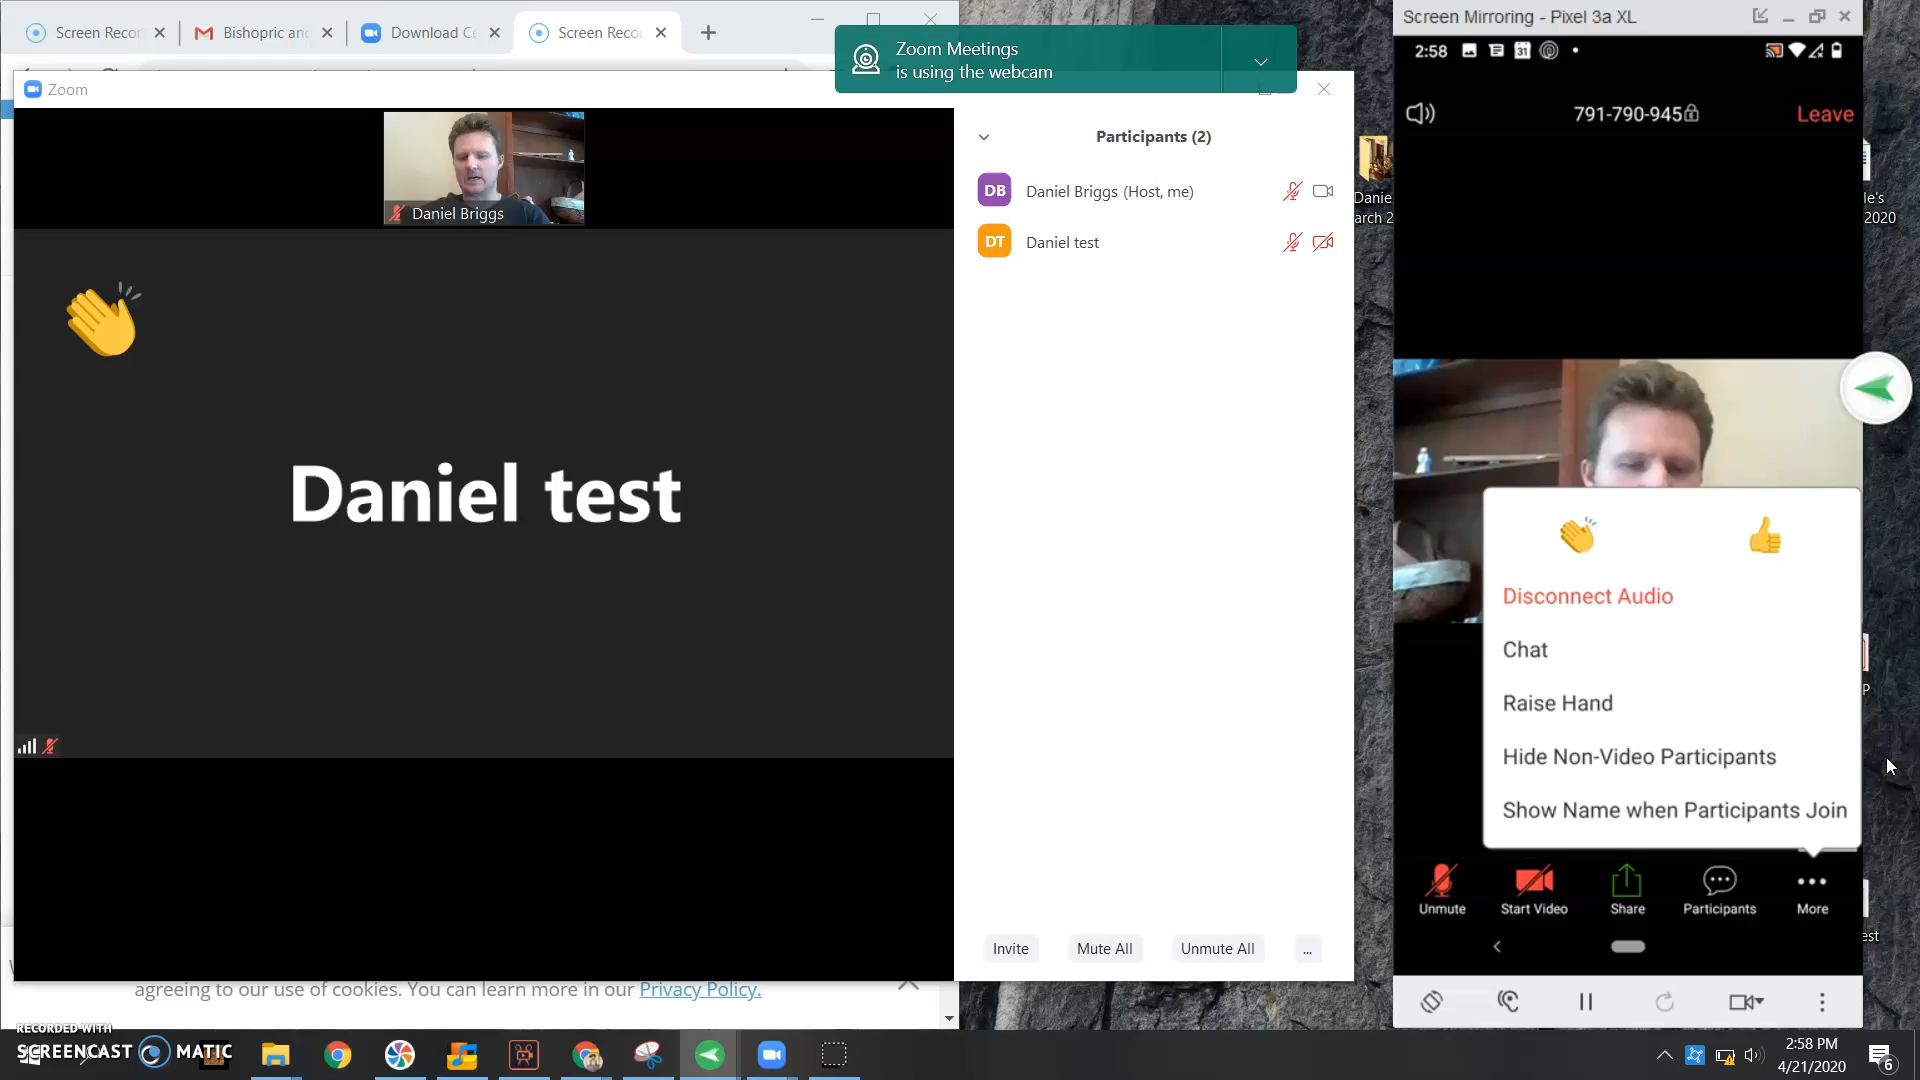 Screen Recor
Bishopric and
Download Ce
Screen Reco
Zoom Meetings
is using the webcam
Zoom
Daniel Briggs
Participants (2)
DB
Daniel Briggs (Host, me)
DT
Daniel test
Daniel test
Invite
Mute All
Unmute All
...
agreeing to our use of cookies. You can learn more in our Privacy Policy.
Screen Mirroring - Pixel 3a XL
2:58
31
791-790-945
Leave
Danie
arch 2
le's
2020
Disconnect Audio
Chat
Raise Hand
Hide Non-Video Participants
Show Name when Participants Join
P
Unmute
Start Video
Share
Participants
More
est
RECORDED WITH
SCREENCAST MATIC
2:58 PM
4/21/2020
6